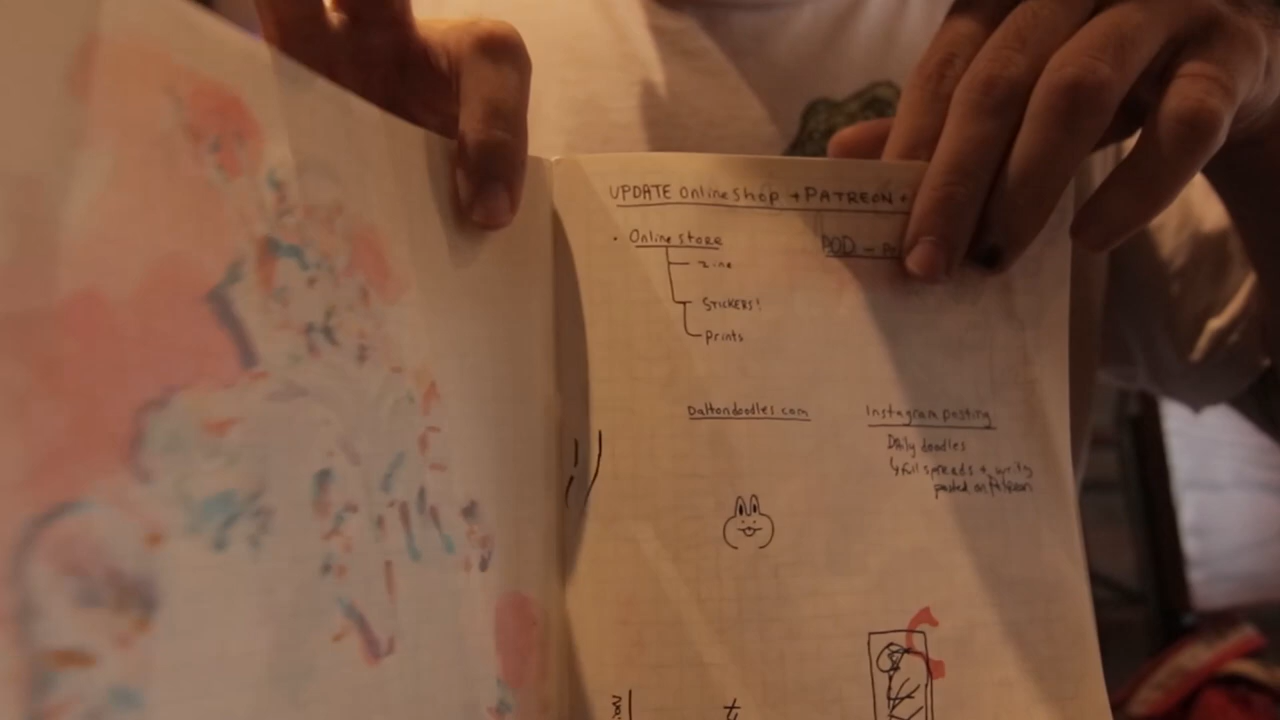 UPDATE Online Shop + PATREON +
• Online store
POD –
zine
STICKERS!
prints
Daltondoodles.com
Instagram posting
Daily doodles
↳ full spreads + writing
posted on Patreon